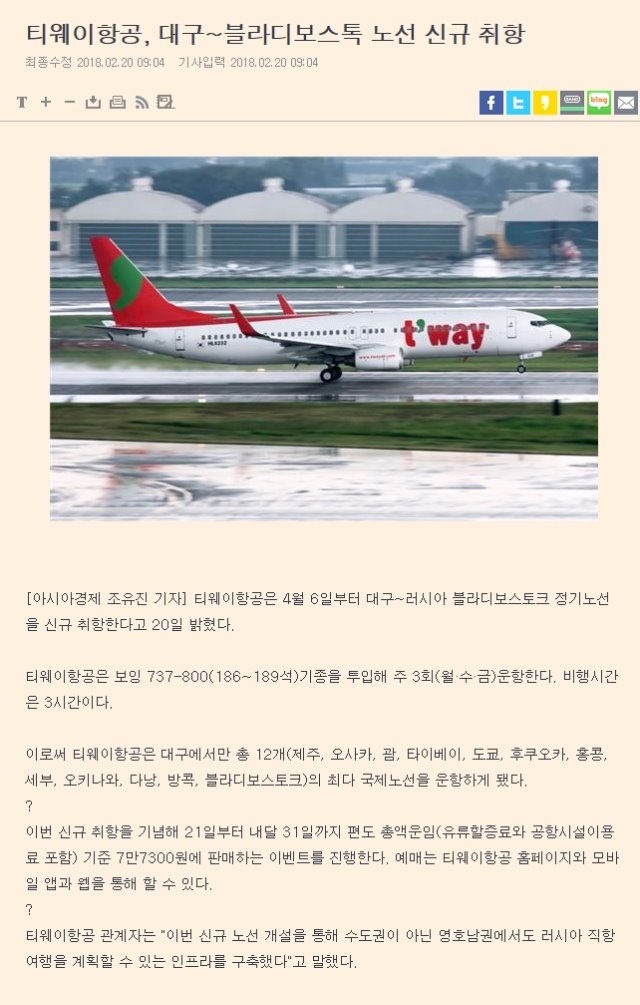 티웨이항공, 대구~블라디보스톡 노선 신규 취항
최종수정 2018.02.20 09:04 기사입력 2018.02.20 09:04
T + −
BAND
blog
t'way
HL8232
[아시아경제 조유진 기자] 티웨이항공은 4월 6일부터 대구~러시아 블라디보스토크 정기노선
을 신규 취항한다고 20일 밝혔다.
티웨이항공은 보잉 737-800(186~189석)기종을 투입해 주 3회(월·수·금)운항한다. 비행시간
은 3시간이다.
이로써 티웨이항공은 대구에서만 총 12개(제주, 오사카, 괌, 타이베이, 도쿄, 후쿠오카, 홍콩,
세부, 오키나와, 다낭, 방콕, 블라디보스토크)의 최다 국제노선을 운항하게 됐다.
?
이번 신규 취항을 기념해 21일부터 내달 31일까지 편도 총액운임(유류할증료와 공항시설이용
료 포함) 기준 7만7300원에 판매하는 이벤트를 진행한다. 예매는 티웨이항공 홈페이지와 모바
일 앱과 웹을 통해 할 수 있다.
?
티웨이항공 관계자는 "이번 신규 노선 개설을 통해 수도권이 아닌 영호남권에서도 러시아 직항
여행을 계획할 수 있는 인프라를 구축했다"고 말했다.